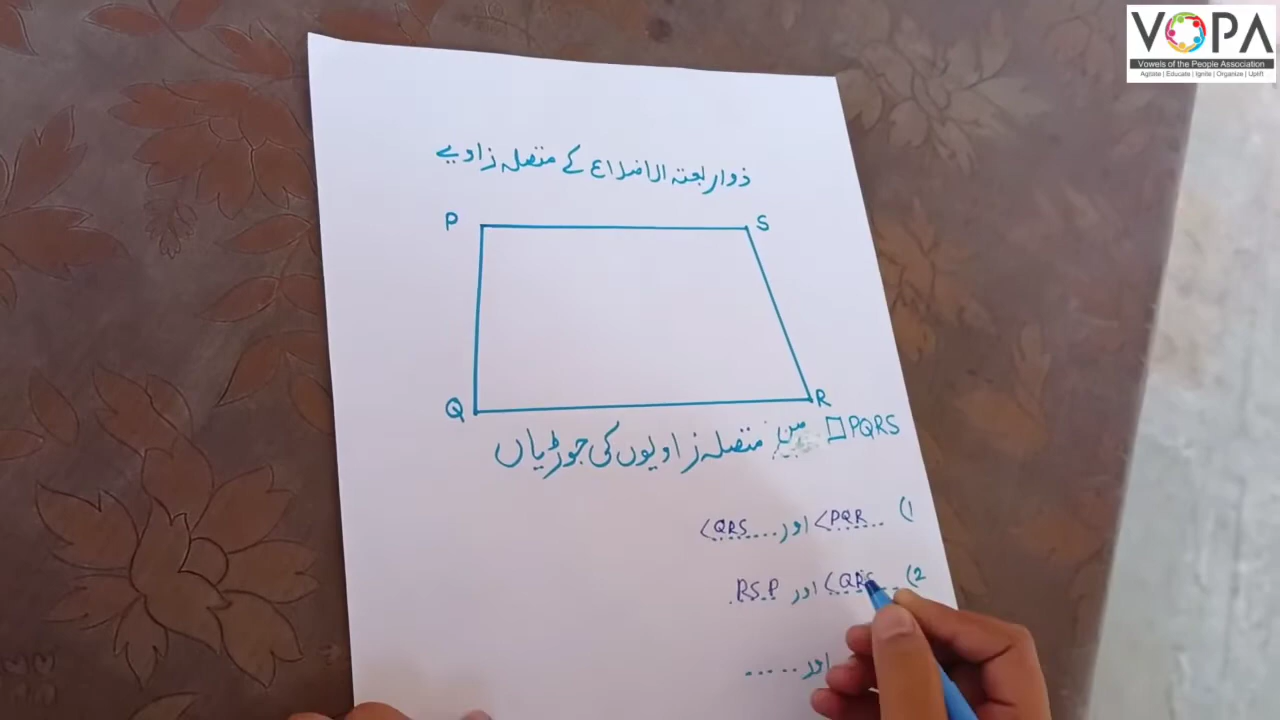 VOPA
Vowels of the People Association
Agitate | Educate | Ignite | Organize | Uplift
ذواربعتہ الاضلاع کے متصلہ زاویے
P S
Q R
□PQRS میں متصلہ زاویوں کی جوڑیاں
1) <PQR اور <QRS
2) <QRS اور RSP
اور .....